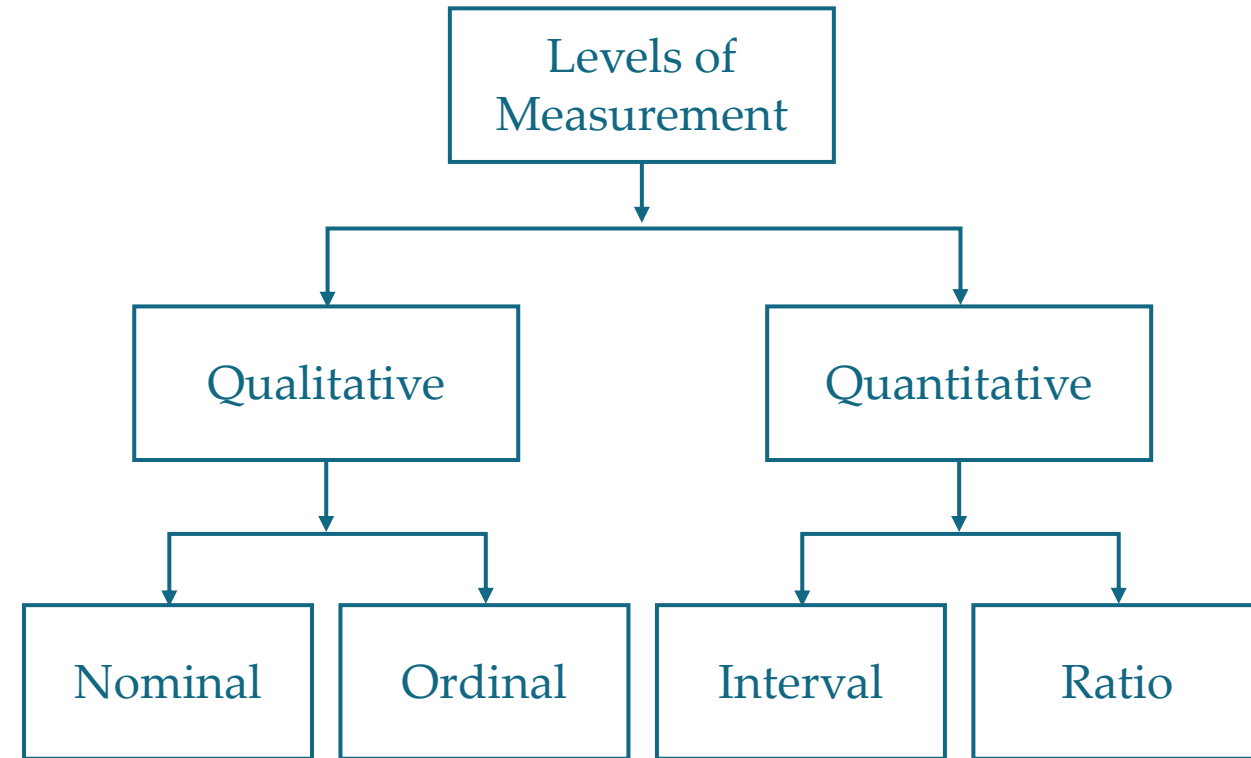 Levels of
Measurement
Qualitative
Quantitative
Nominal
Ordinal
Interval
Ratio